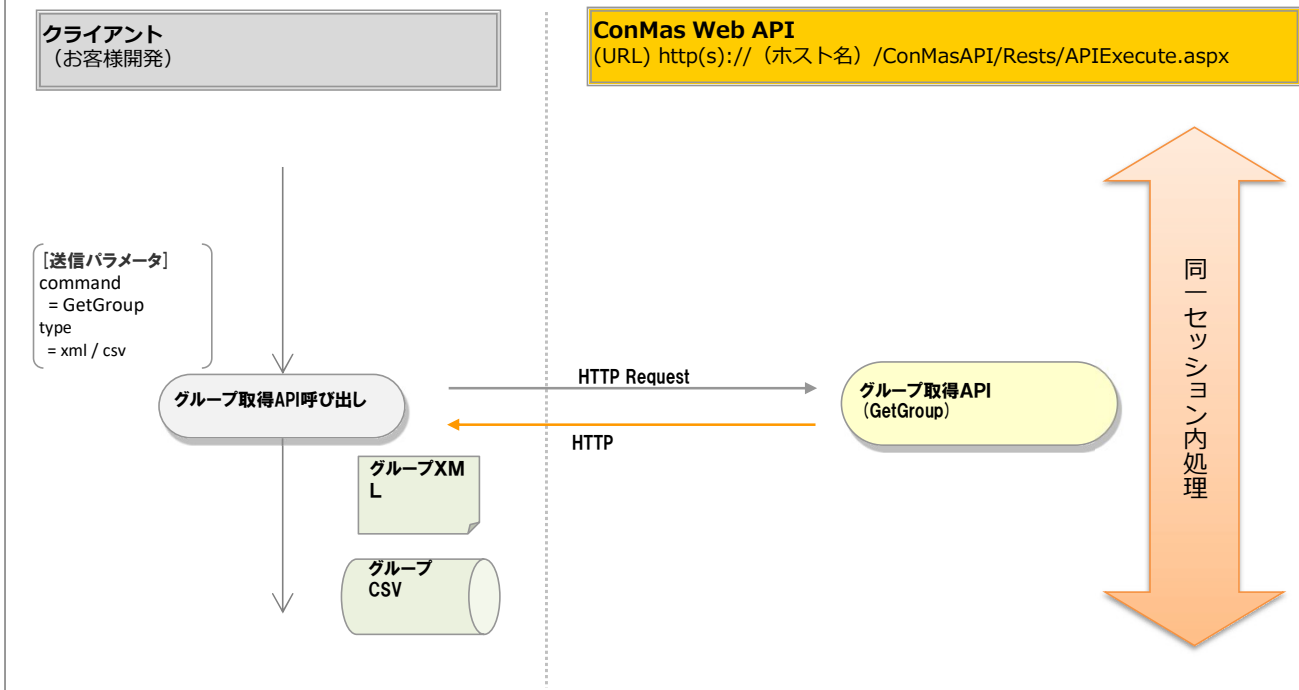 クライアント
（お客様開発）
ConMas Web API
(URL) http(s)://（ホスト名）/ConMasAPI/Rests/APIExecute.aspx
[送信パラメータ]
command
= GetGroup
type
= xml / csv
グループ取得API呼び出し
HTTP Request
HTTP
グループ取得API
（GetGroup）
グループXM
L
グループ
CSV
同一セッション内処理